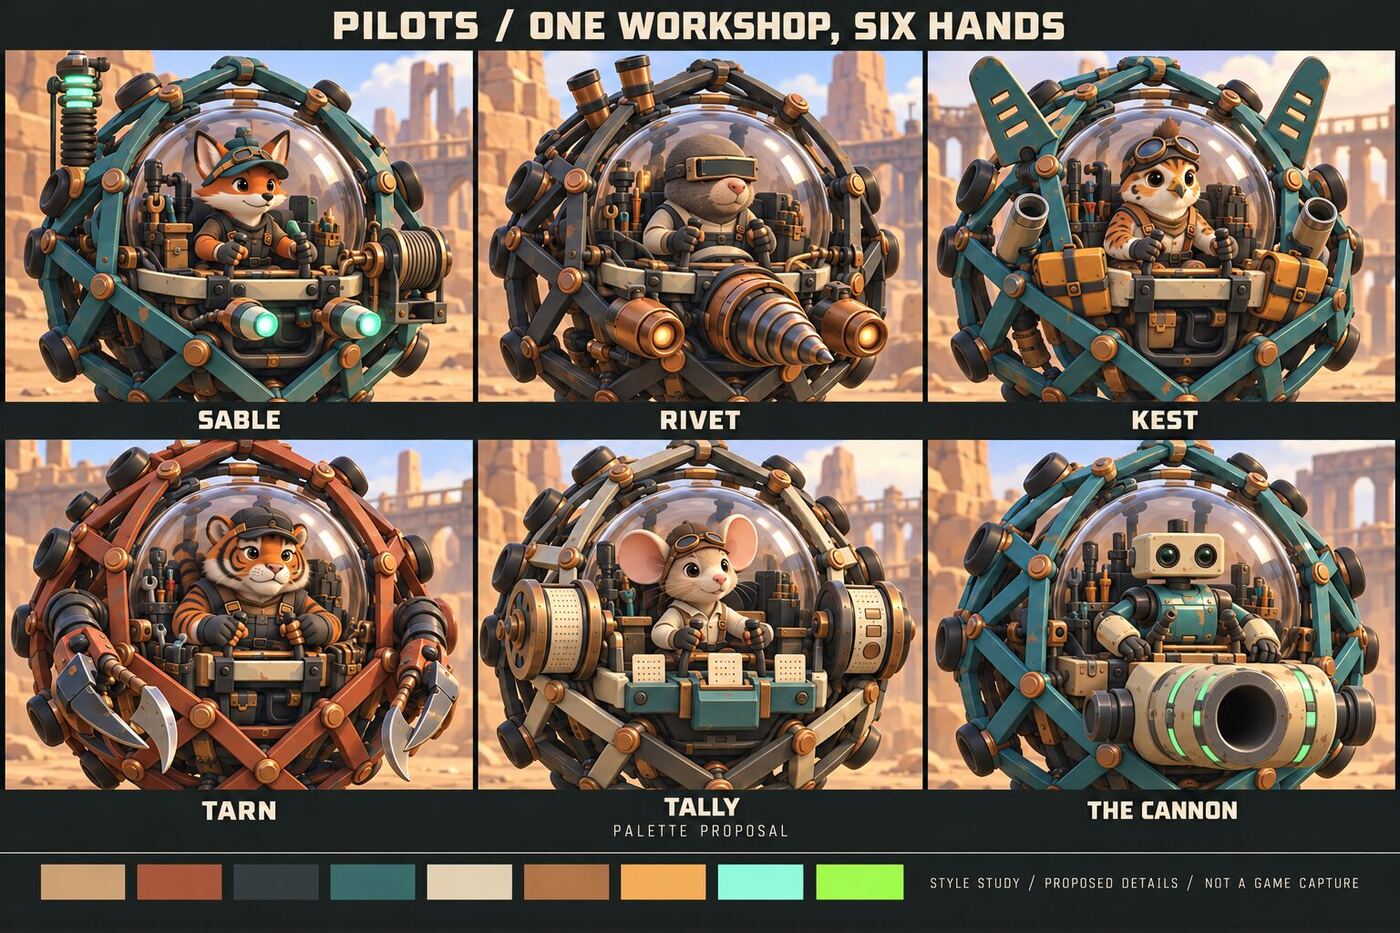 PILOTS / ONE WORKSHOP, SIX HANDS
SABLE
RIVET
KEST
TARN
TALLY
PALETTE PROPOSAL
THE CANNON
STYLE STUDY / PROPOSED DETAILS / NOT A GAME CAPTURE